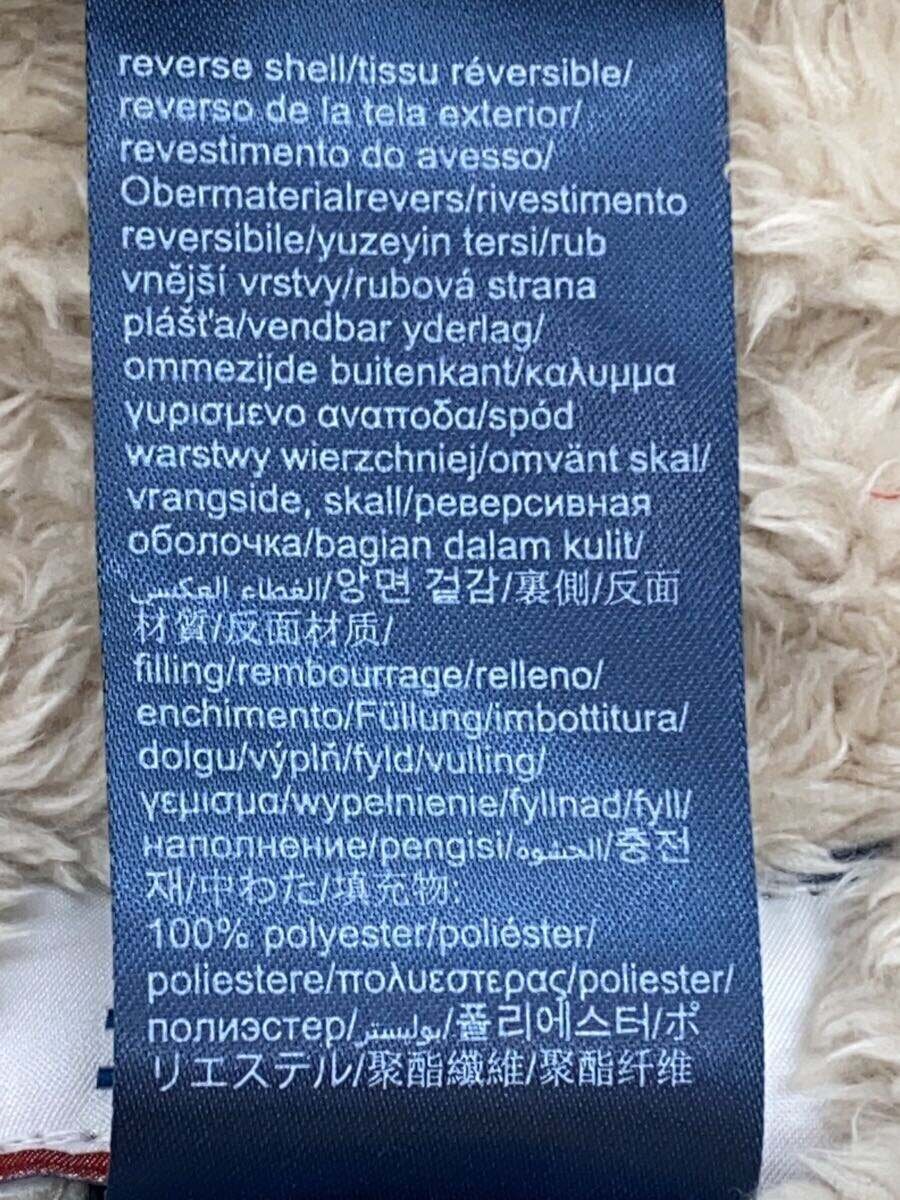 reverse shell/tissu réversible/
reverso de la tela exterior/
revestimento do avesso/
Obermaterialrevers/rivestimento
reversibile/yuzeyin tersi/rub
vnější vrstvy/rubová strana
plášťa/vendbar yderlag/
ommezijde buitenkant/καλυμμα
γυρισμενο αναποδα/spód
warstwy wierzchniej/omvänt skal/
vrangside, skall/реверсивная
оболочка/bagian dalam kulit/
الغطاء العكسي/앙면 겉감/裏側/反面
材質/反面材质/
filling/rembourrage/relleno/
enchimento/Füllung/imbottitura/
dolgu/výplň/fyld/vulling/
γεμισμα/wypełnienie/fyllnad/fyll/
наполнение/pengisi/الحشوه/충전
재/中わた/填充物:
100% polyester/poliéster/
poliestere/πολυεστερας/poliester/
полиэстер/بوليستر/폴리에스터/ポ
リエステル/聚酯纖維/聚酯纤维